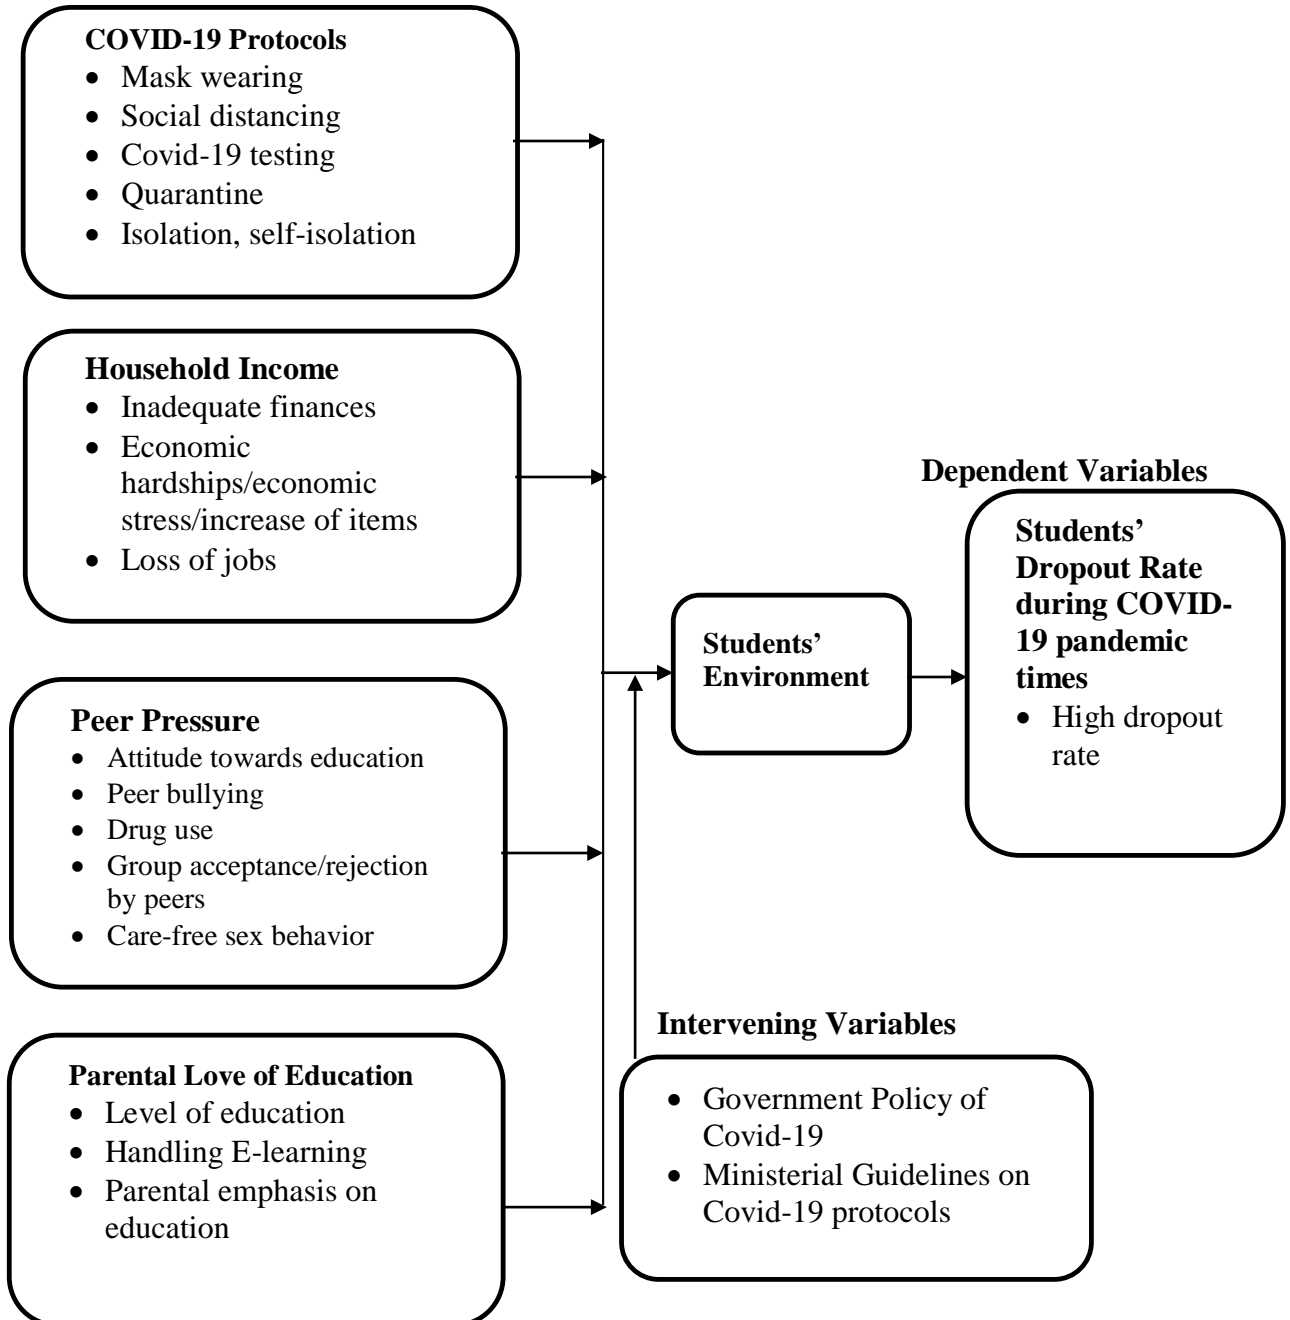 COVID-19 Protocols
• Mask wearing
• Social distancing
• Covid-19 testing
• Quarantine
• Isolation, self-isolation
Household Income
• Inadequate finances
• Economic
hardships/economic
stress/increase of items
• Loss of jobs
Peer Pressure
• Attitude towards education
• Peer bullying
• Drug use
• Group acceptance/rejection
by peers
• Care-free sex behavior
Parental Love of Education
• Level of education
• Handling E-learning
• Parental emphasis on
education
Students’
Environment
Dependent Variables
Students’
Dropout Rate
during COVID-
19 pandemic
times
• High dropout
rate
Intervening Variables
• Government Policy of
Covid-19
• Ministerial Guidelines on
Covid-19 protocols